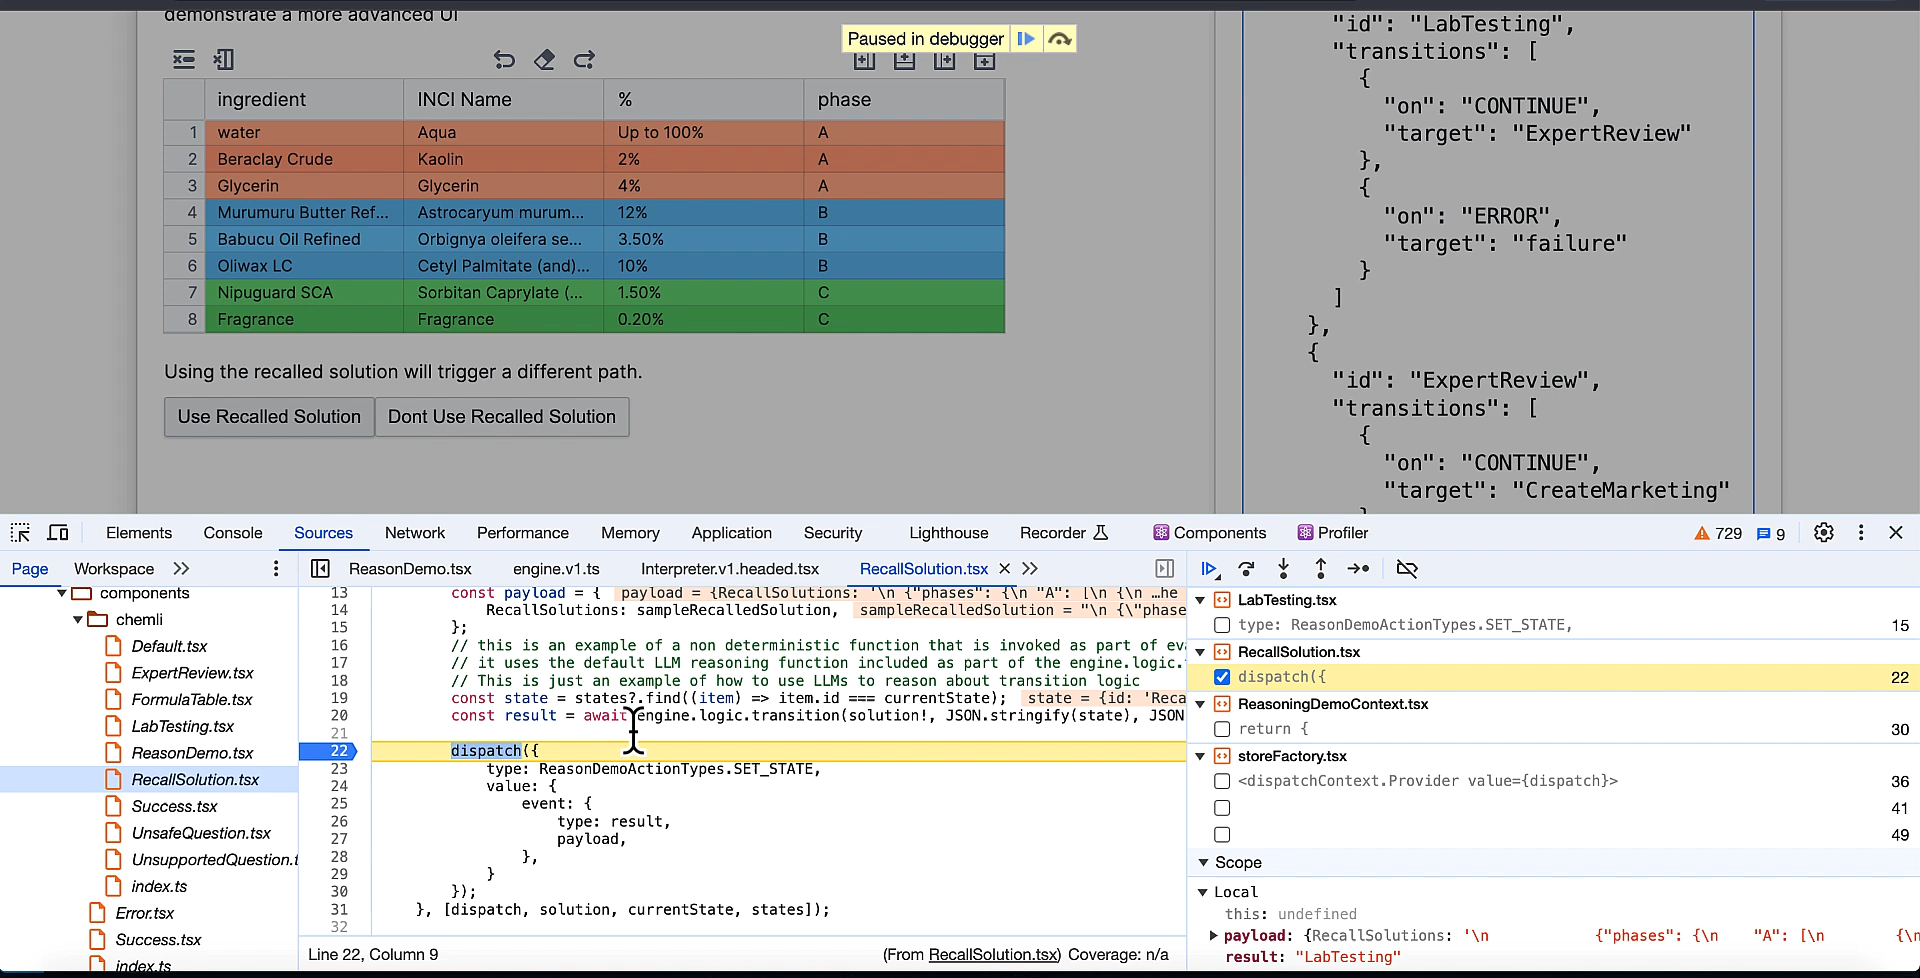 demonstrate a more advanced UI
Paused in debugger
ingredient INCI Name % phase
1 water Aqua Up to 100% A
2 Beraclay Crude Kaolin 2% A
3 Glycerin Glycerin 4% A
4 Murumuru Butter Ref... Astrocaryum murum... 12% B
5 Babucu Oil Refined Orbignya oleifera se... 3.50% B
6 Oliwax LC Cetyl Palmitate (and)... 10% B
7 Nipuguard SCA Sorbitan Caprylate (... 1.50% C
8 Fragrance Fragrance 0.20% C
Using the recalled solution will trigger a different path.
Use Recalled Solution Dont Use Recalled Solution
"id": "LabTesting",
"transitions": [
{
"on": "CONTINUE",
"target": "ExpertReview"
},
{
"on": "ERROR",
"target": "failure"
}
]
},
{
"id": "ExpertReview",
"transitions": [
{
"on": "CONTINUE",
"target": "CreateMarketing"
Elements Console Sources Network Performance Memory Application Security Lighthouse Recorder Components Profiler 729 9
Page Workspace
components
chemli
Default.tsx
ExpertReview.tsx
FormulaTable.tsx
LabTesting.tsx
ReasonDemo.tsx
RecallSolution.tsx
Success.tsx
UnsafeQuestion.tsx
UnsupportedQuestion.t
index.ts
Error.tsx
Success.tsx
index.ts
ReasonDemo.tsx engine.v1.ts Interpreter.v1.headed.tsx RecallSolution.tsx
13 const payload = { payload = {RecallSolutions: '\n {"phases": {\n "A": [\n {\n …he
14 RecallSolutions: sampleRecalledSolution, sampleRecalledSolution = "\n {\"phase
15 };
16 // this is an example of a non deterministic function that is invoked as part of ev
17 // it uses the default LLM reasoning function included as part of the engine.logic.
18 // This is just an example of how to use LLMs to reason about transition logic
19 const state = states?.find((item) => item.id === currentState); state = {id: 'Reca
20 const result = await engine.logic.transition(solution!, JSON.stringify(state), JSON
21
22 dispatch({
23 type: ReasonDemoActionTypes.SET_STATE,
24 value: {
25 event: {
26 type: result,
27 payload,
28 },
29 }
30 });
31 }, [dispatch, solution, currentState, states]);
32
Line 22, Column 9 (From RecallSolution.tsx) Coverage: n/a
LabTesting.tsx
type: ReasonDemoActionTypes.SET_STATE, 15
RecallSolution.tsx
dispatch({ 22
ReasoningDemoContext.tsx
return { 30
storeFactory.tsx
<dispatchContext.Provider value={dispatch}> 36
41
49
Scope
Local
this: undefined
payload: {RecallSolutions: '\n {"phases": {\n "A": [\n {\n
result: "LabTesting"